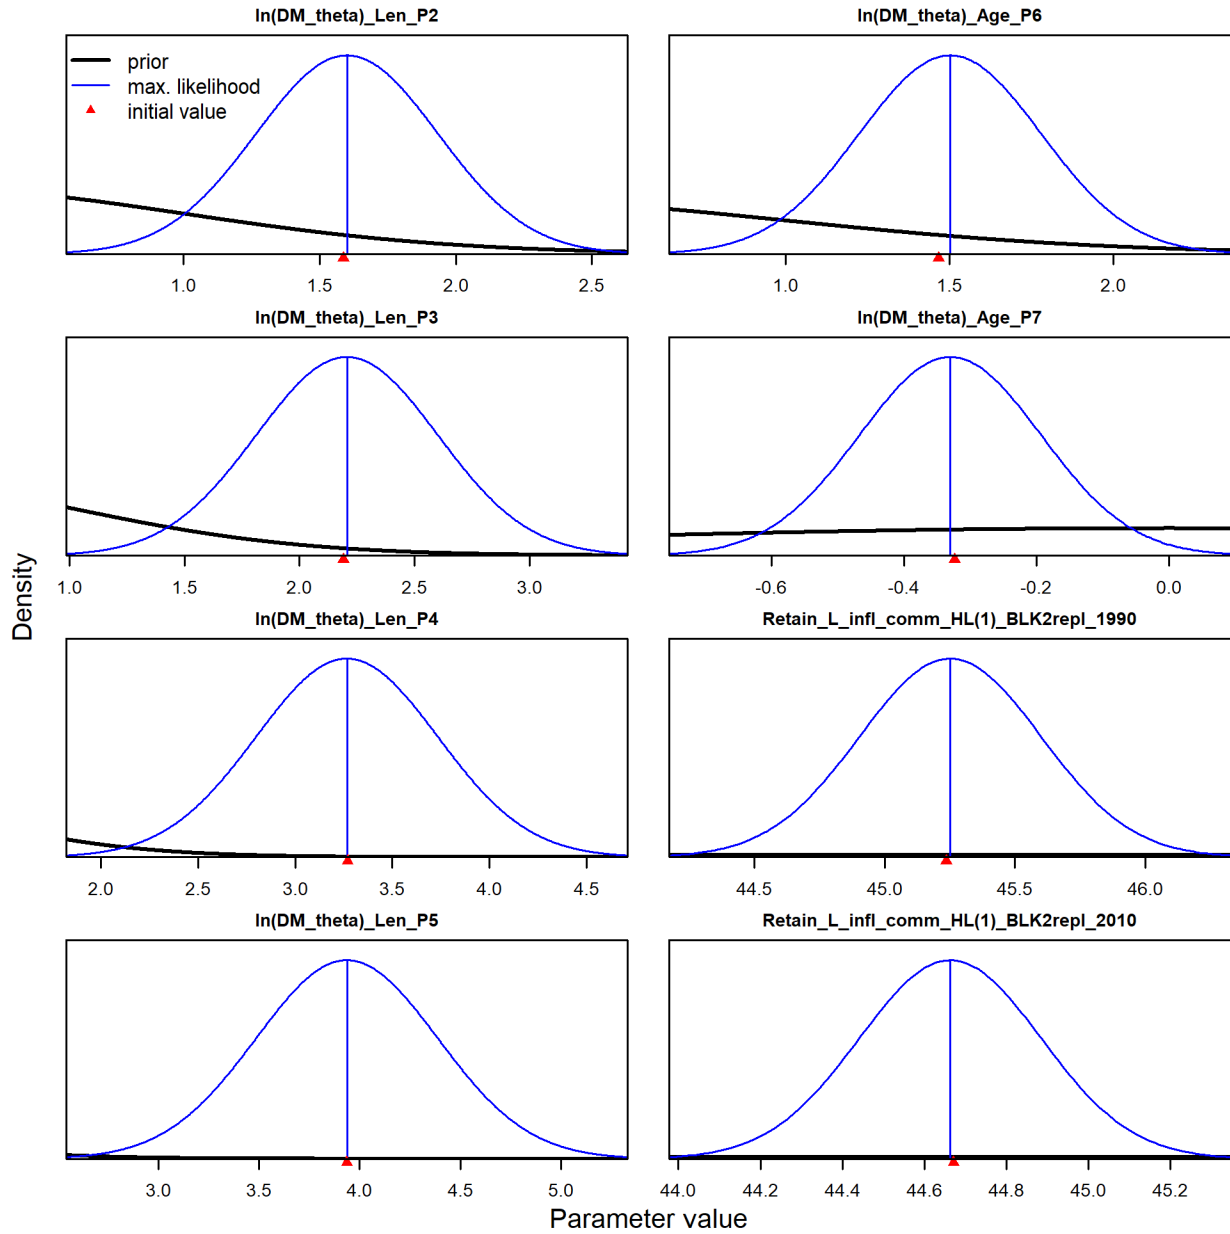 ln(DM_theta)_Len_P2
prior
max. likelihood
initial value
1.0 1.5 2.0 2.5
ln(DM_theta)_Age_P6
1.0 1.5 2.0
ln(DM_theta)_Len_P3
1.0 1.5 2.0 2.5 3.0
ln(DM_theta)_Age_P7
-0.6 -0.4 -0.2 0.0
ln(DM_theta)_Len_P4
2.0 2.5 3.0 3.5 4.0 4.5
Retain_L_infl_comm_HL(1)_BLK2repl_1990
44.5 45.0 45.5 46.0
ln(DM_theta)_Len_P5
3.0 3.5 4.0 4.5 5.0
Retain_L_infl_comm_HL(1)_BLK2repl_2010
44.0 44.2 44.4 44.6 44.8 45.0 45.2
Density
Parameter value